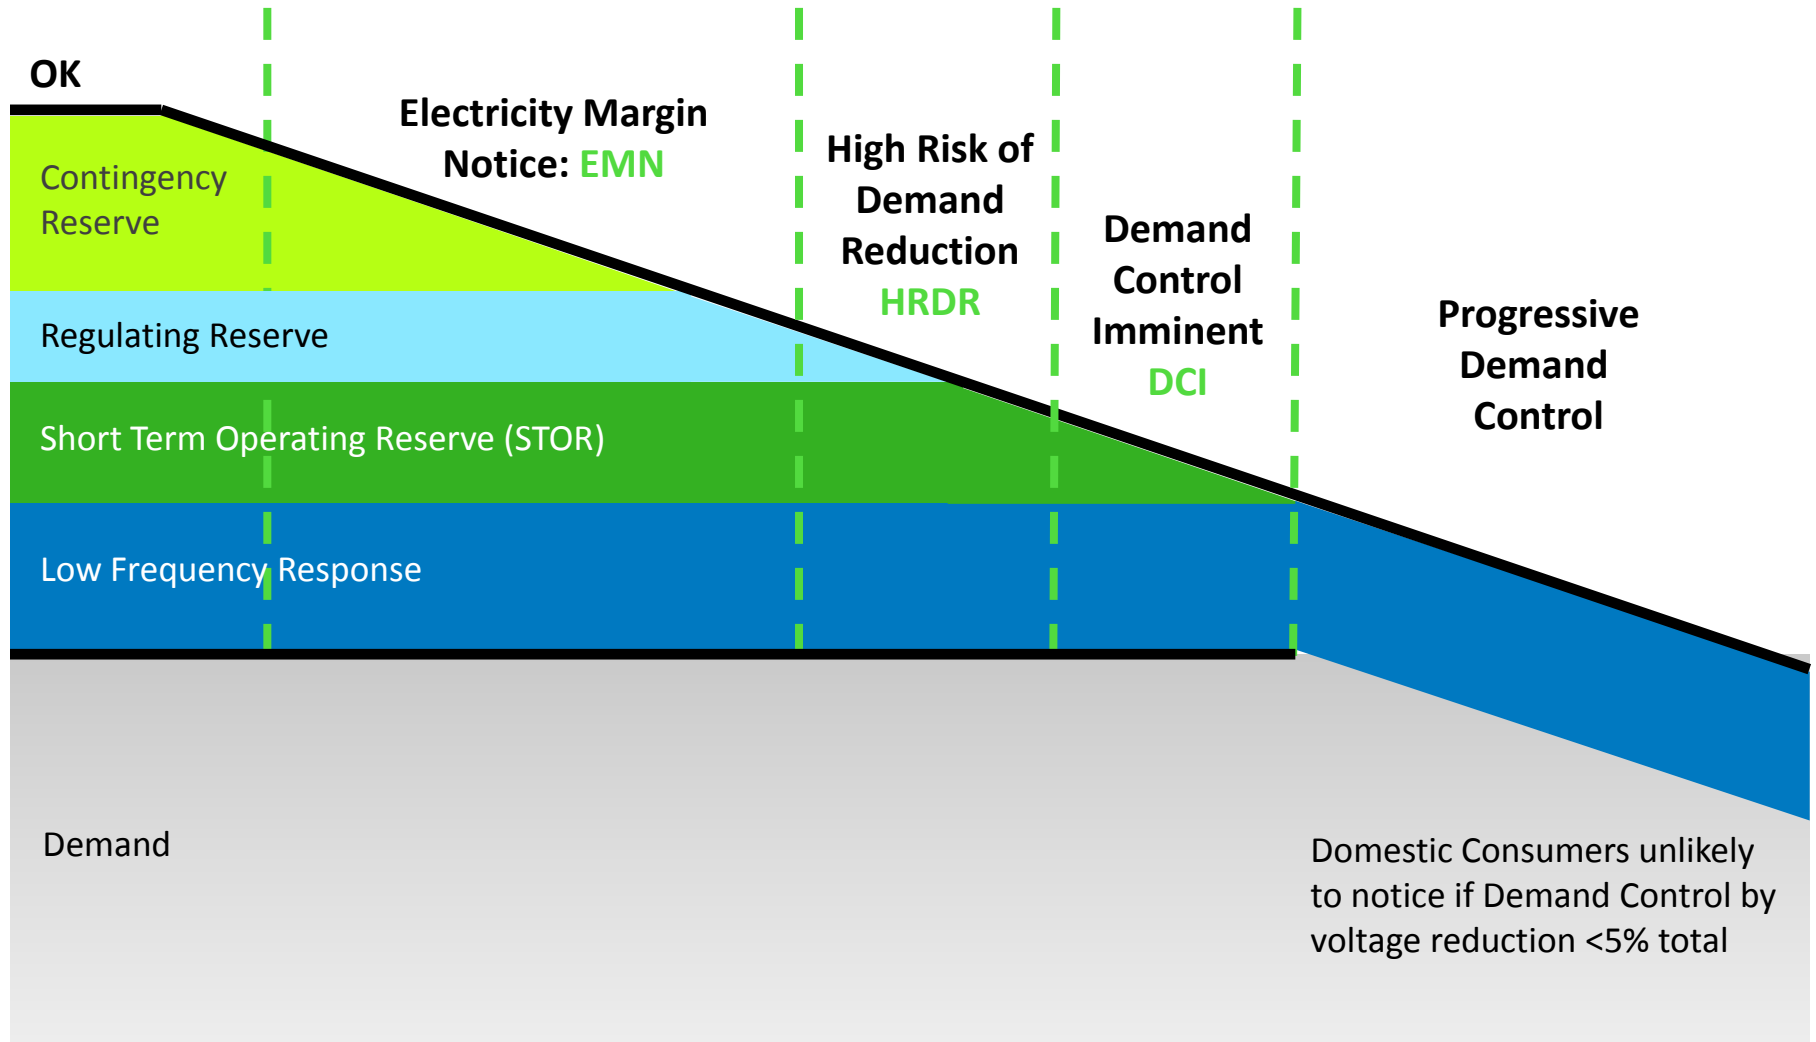 OK
Electricity Margin
Notice: EMN
High Risk of
Demand
Reduction
HRDR
Demand
Control
Imminent
DCI
Progressive
Demand
Control
Contingency
Reserve
Regulating Reserve
Short Term Operating Reserve (STOR)
Low Frequency Response
Demand
Domestic Consumers unlikely
to notice if Demand Control by
voltage reduction <5% total